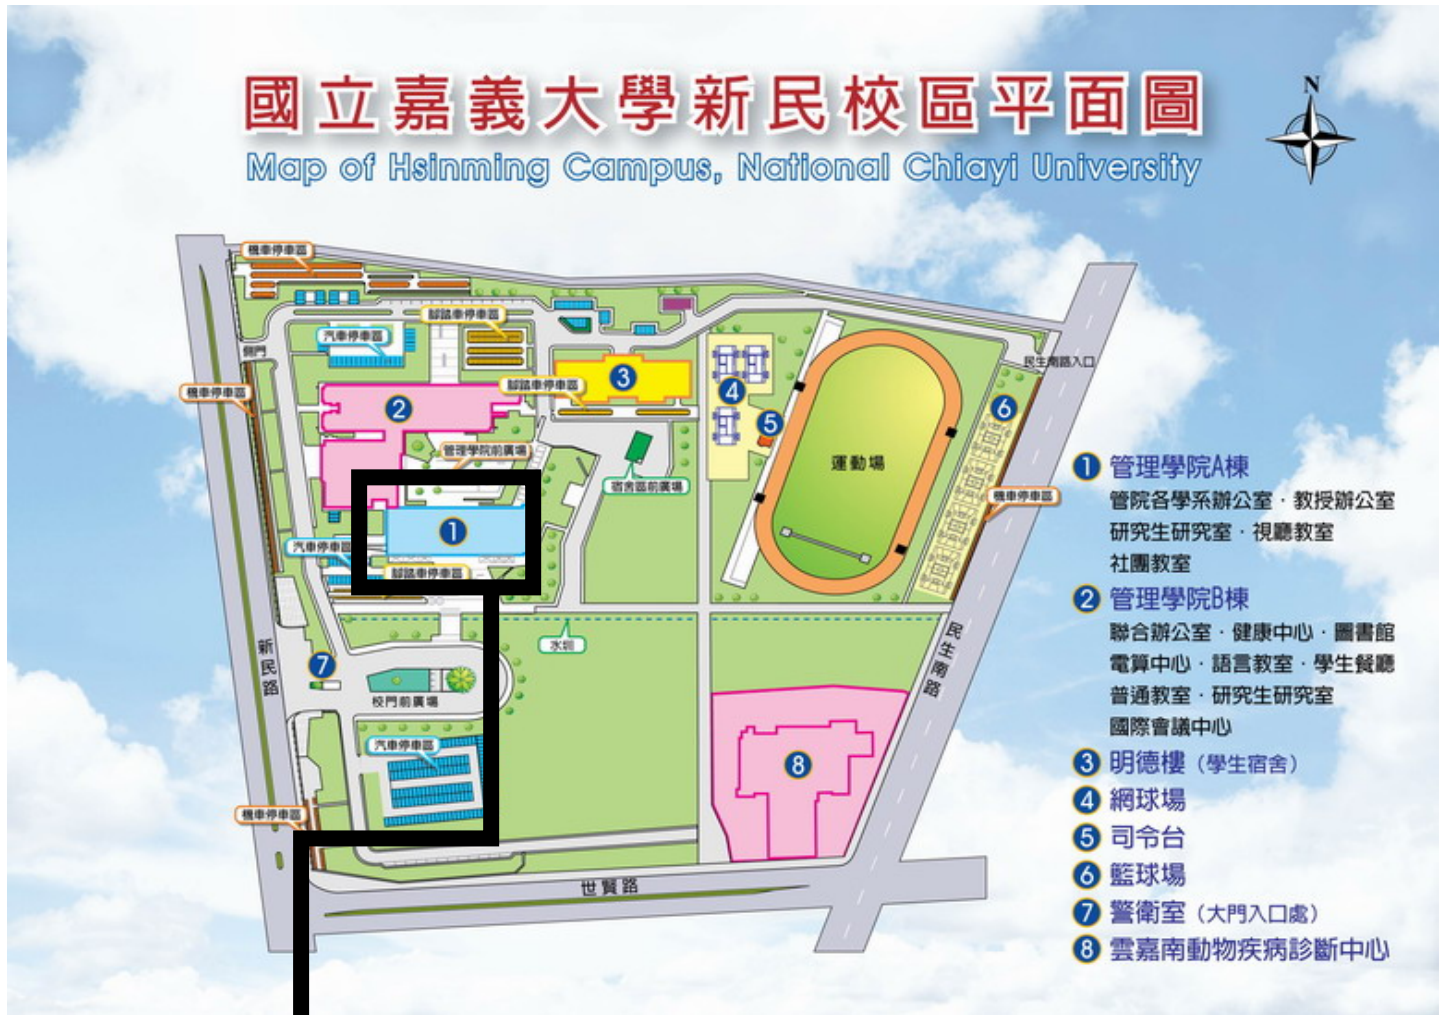 國立嘉義大學新民校區平面圖
Map of Hsinming Campus, National Chiayi University
N
機車停車區
腳踏車停車區
汽車停車區
側門
民生南路入口
機車停車區
腳踏車停車區
3
4
2
5
6
管理學院前廣場
運動場
宿舍區前廣場
機車停車區
1
汽車停車區
腳踏車停車區
水圳
新民路
民生南路
7
校門前廣場
汽車停車區
8
機車停車區
世賢路
1 管理學院A棟
管院各學系辦公室·教授辦公室
研究生研究室·視聽教室
社團教室
2 管理學院B棟
聯合辦公室·健康中心·圖書館
電算中心·語言教室·學生餐廳
普通教室·研究生研究室
國際會議中心
3 明德樓（學生宿舍）
4 網球場
5 司令台
6 籃球場
7 警衛室（大門入口處）
8 雲嘉南動物疾病診斷中心